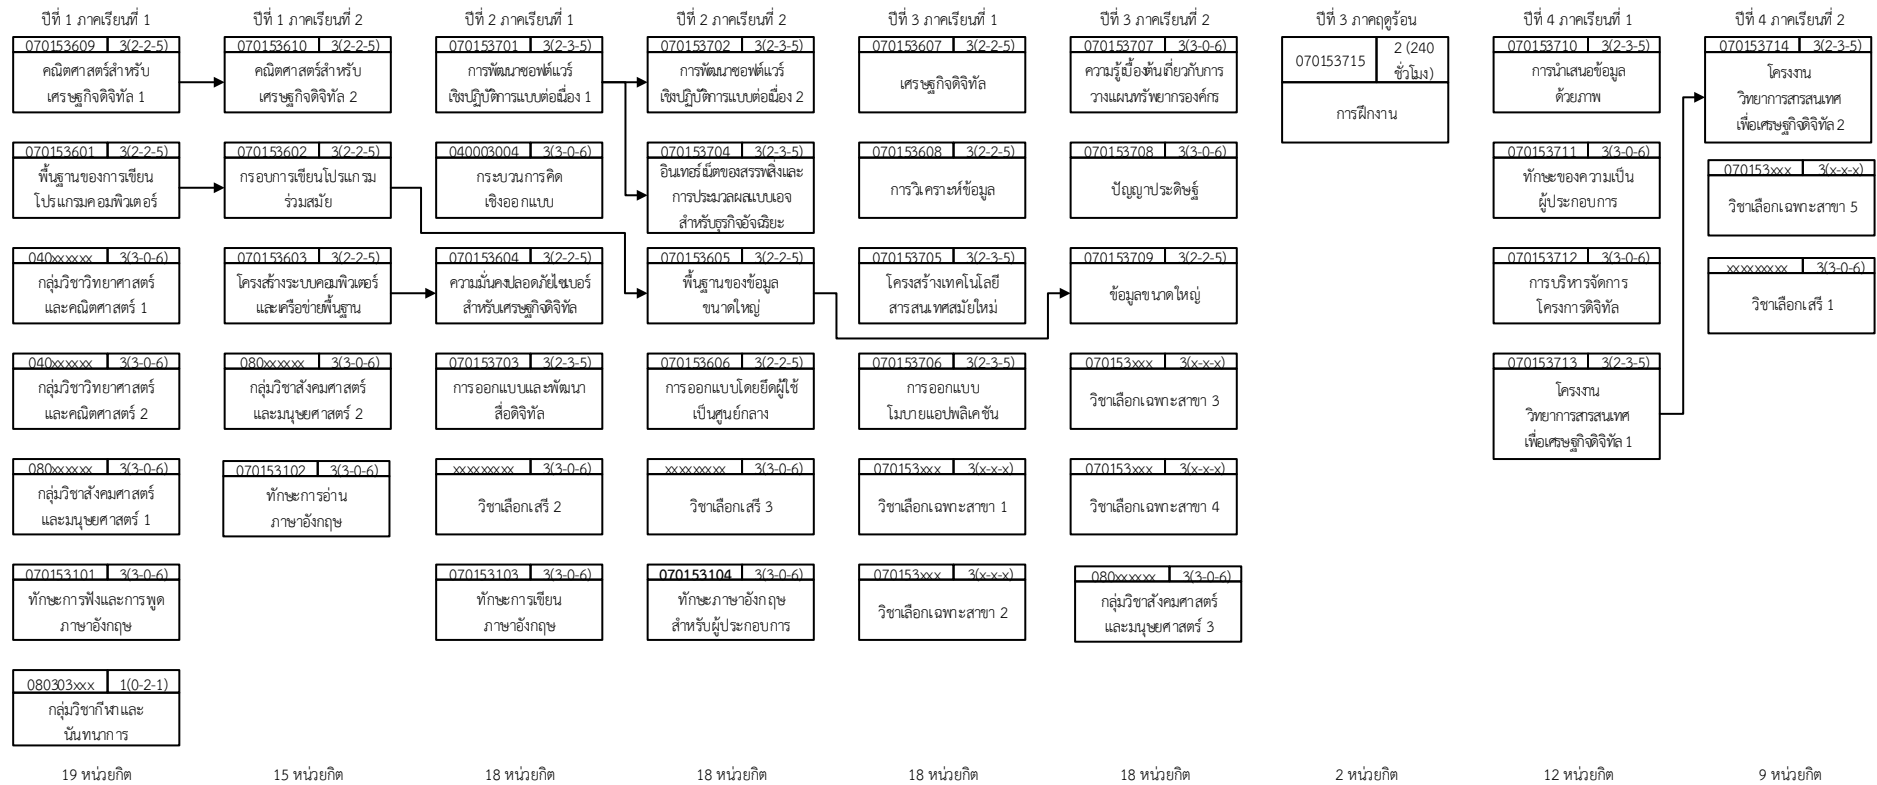 ปีที่ 1 ภาคเรียนที่ 1
070153609 3(2-2-5)
คณิตศาสตร์สำหรับ
เศรษฐกิจดิจิทัล 1
070153601 3(2-2-5)
พื้นฐานของการเขียน
โปรแกรมคอมพิวเตอร์
040xxxxxx 3(3-0-6)
กลุ่มวิชาวิทยาศาสตร์
และคณิตศาสตร์ 1
040xxxxxx 3(3-0-6)
กลุ่มวิชาวิทยาศาสตร์
และคณิตศาสตร์ 2
080xxxxxx 3(3-0-6)
กลุ่มวิชาสังคมศาสตร์
และมนุษยศาสตร์ 1
070153101 3(3-0-6)
ทักษะการฟังและการพูด
ภาษาอังกฤษ
080303xxx 1(0-2-1)
กลุ่มวิชากีฬาและ
นันทนาการ
19 หน่วยกิต
ปีที่ 1 ภาคเรียนที่ 2
070153610 3(2-2-5)
คณิตศาสตร์สำหรับ
เศรษฐกิจดิจิทัล 2
070153602 3(2-2-5)
กรอบการเขียนโปรแกรม
ร่วมสมัย
070153603 3(2-2-5)
โครงสร้างระบบคอมพิวเตอร์
และเครือข่ายพื้นฐาน
080xxxxxx 3(3-0-6)
กลุ่มวิชาสังคมศาสตร์
และมนุษยศาสตร์ 2
070153102 3(3-0-6)
ทักษะการอ่าน
ภาษาอังกฤษ
15 หน่วยกิต
ปีที่ 2 ภาคเรียนที่ 1
070153701 3(2-3-5)
การพัฒนาซอฟต์แวร์
เชิงปฏิบัติการแบบต่อเนื่อง 1
040003004 3(3-0-6)
กระบวนการคิด
เชิงออกแบบ
070153604 3(2-2-5)
ความมั่นคงปลอดภัยไซเบอร์
สำหรับเศรษฐกิจดิจิทัล
070153703 3(2-3-5)
การออกแบบและพัฒนา
สื่อดิจิทัล
xxxxxxxxx 3(3-0-6)
วิชาเลือกเสรี 2
070153103 3(3-0-6)
ทักษะการเขียน
ภาษาอังกฤษ
18 หน่วยกิต
ปีที่ 2 ภาคเรียนที่ 2
070153702 3(2-3-5)
การพัฒนาซอฟต์แวร์
เชิงปฏิบัติการแบบต่อเนื่อง 2
070153704 3(2-3-5)
อินเทอร์เน็ตของสรรพสิ่งและ
การประมวลผลแบบเอจ
สำหรับธุรกิจอัจฉริยะ
070153605 3(2-2-5)
พื้นฐานของข้อมูล
ขนาดใหญ่
070153606 3(2-2-5)
การออกแบบโดยยึดผู้ใช้
เป็นศูนย์กลาง
xxxxxxxxx 3(3-0-6)
วิชาเลือกเสรี 3
070153104 3(3-0-6)
ทักษะภาษาอังกฤษ
สำหรับผู้ประกอบการ
18 หน่วยกิต
ปีที่ 3 ภาคเรียนที่ 1
070153607 3(2-2-5)
เศรษฐกิจดิจิทัล
070153608 3(2-2-5)
การวิเคราะห์ข้อมูล
070153705 3(2-3-5)
โครงสร้างเทคโนโลยี
สารสนเทศสมัยใหม่
070153706 3(2-3-5)
การออกแบบ
โมบายแอปพลิเคชัน
070153xxx 3(x-x-x)
วิชาเลือกเฉพาะสาขา 1
070153xxx 3(x-x-x)
วิชาเลือกเฉพาะสาขา 2
18 หน่วยกิต
ปีที่ 3 ภาคเรียนที่ 2
070153707 3(3-0-6)
ความรู้เบื้องต้นเกี่ยวกับการ
วางแผนทรัพยากรองค์กร
070153708 3(3-0-6)
ปัญญาประดิษฐ์
070153709 3(2-2-5)
ข้อมูลขนาดใหญ่
070153xxx 3(x-x-x)
วิชาเลือกเฉพาะสาขา 3
070153xxx 3(x-x-x)
วิชาเลือกเฉพาะสาขา 4
080xxxxxx 3(3-0-6)
กลุ่มวิชาสังคมศาสตร์
และมนุษยศาสตร์ 3
18 หน่วยกิต
ปีที่ 3 ภาคฤดูร้อน
070153715 2 (240
ชั่วโมง)
การฝึกงาน
2 หน่วยกิต
ปีที่ 4 ภาคเรียนที่ 1
070153710 3(2-3-5)
การนำเสนอข้อมูล
ด้วยภาพ
070153711 3(3-0-6)
ทักษะของความเป็น
ผู้ประกอบการ
070153712 3(3-0-6)
การบริหารจัดการ
โครงการดิจิทัล
070153713 3(2-3-5)
โครงงาน
วิทยาการสารสนเทศ
เพื่อเศรษฐกิจดิจิทัล 1
12 หน่วยกิต
ปีที่ 4 ภาคเรียนที่ 2
070153714 3(2-3-5)
โครงงาน
วิทยาการสารสนเทศ
เพื่อเศรษฐกิจดิจิทัล 2
070153xxx 3(x-x-x)
วิชาเลือกเฉพาะสาขา 5
xxxxxxxxx 3(3-0-6)
วิชาเลือกเสรี 1
9 หน่วยกิต